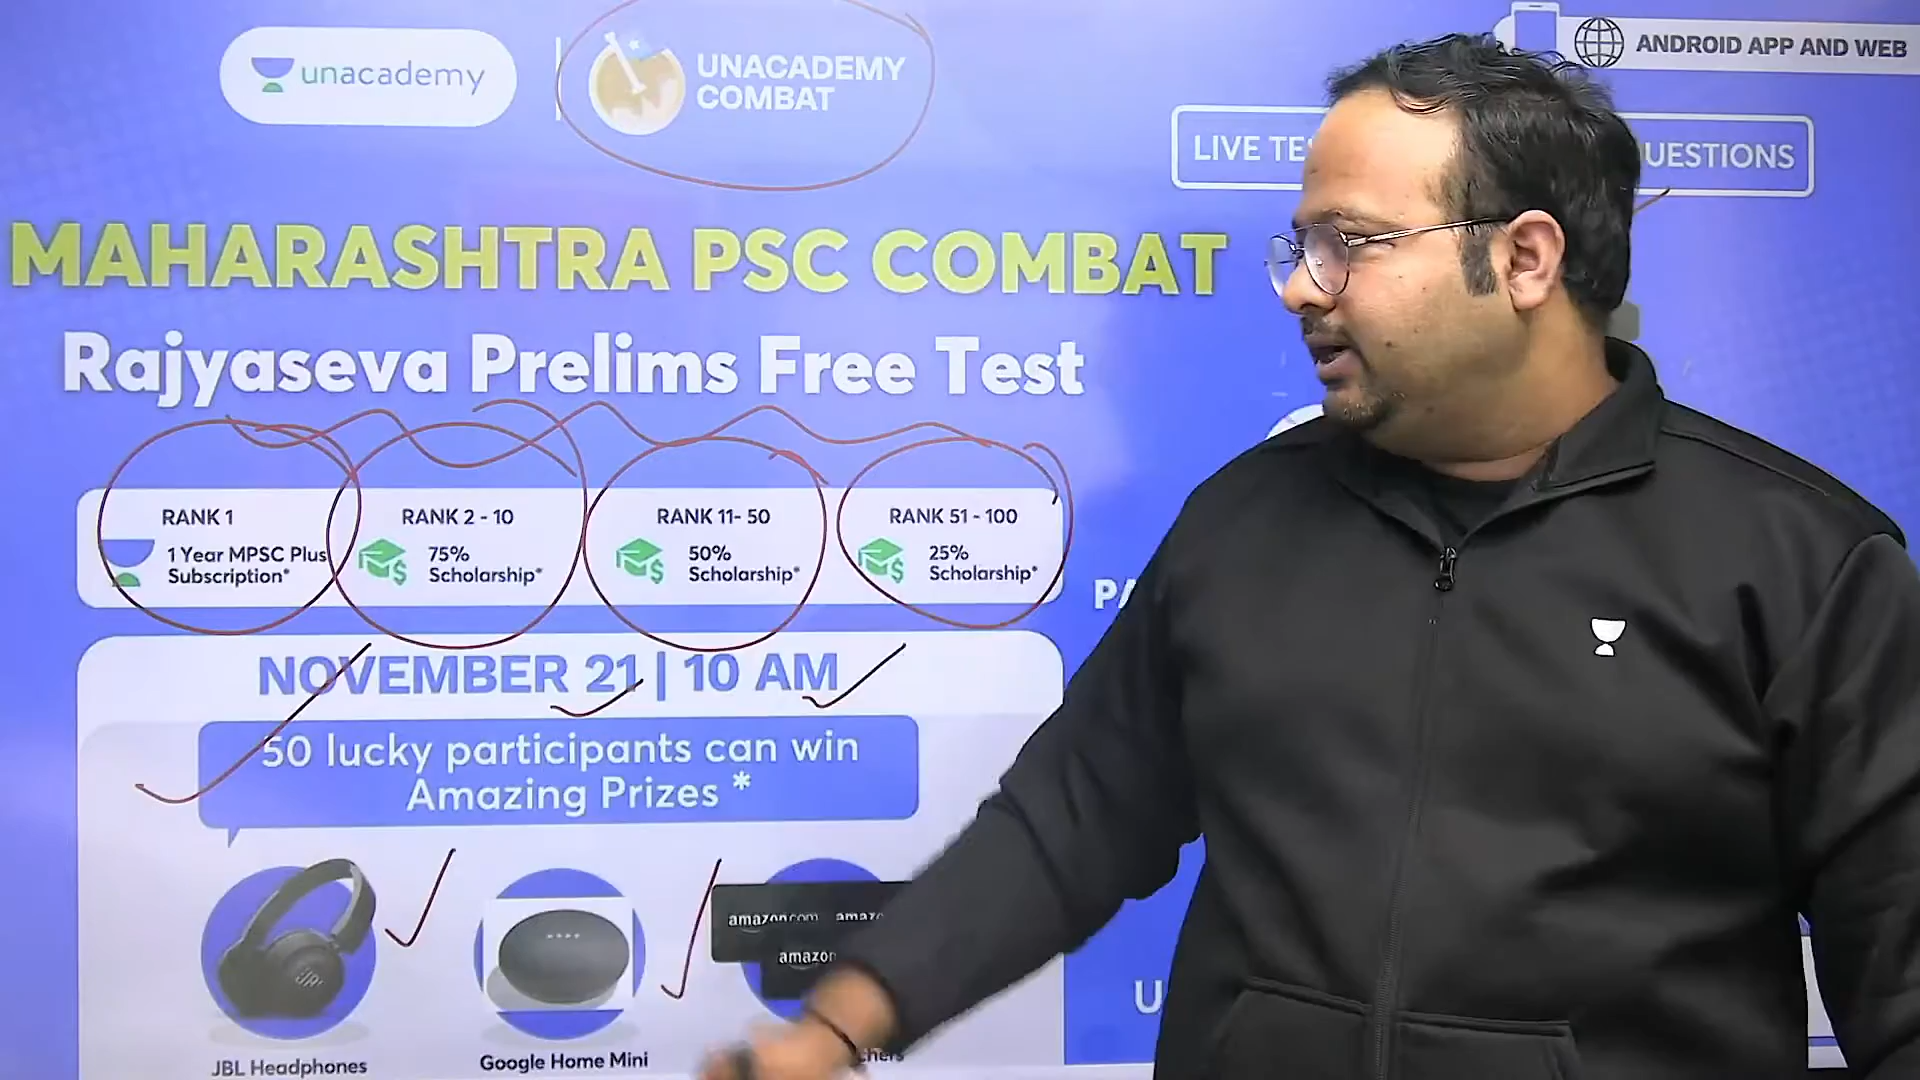 unacademy
UNACADEMY
COMBAT
ANDROID APP AND WEB
LIVE
MAHARASHTRA PSC COMBAT
Rajyaseva Prelims Free Test
RANK 1
1 Year MPSC Plus
Subscription*
RANK 2 - 10
75%
Scholarship*
RANK 11- 50
50%
Scholarship*
RANK 51 - 100
25%
Scholarship*
NOVEMBER 21 | 10 AM
50 lucky participants can win
Amazing Prizes *
JBL
amazon.com
amazon
JBL Headphones
Google Home Mini